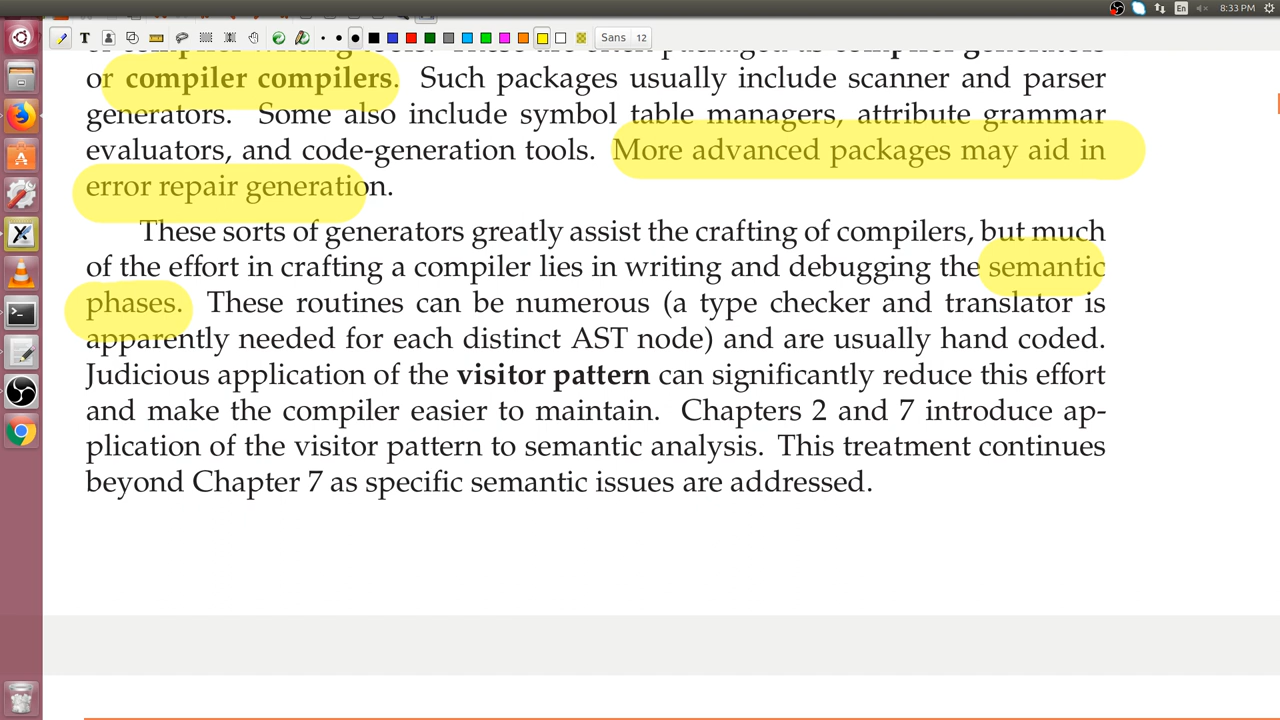 En 8:33 PM
T Sans 12
or compiler compilers. Such packages usually include scanner and parser
generators. Some also include symbol table managers, attribute grammar
evaluators, and code-generation tools. More advanced packages may aid in
error repair generation.
These sorts of generators greatly assist the crafting of compilers, but much
of the effort in crafting a compiler lies in writing and debugging the semantic
phases. These routines can be numerous (a type checker and translator is
apparently needed for each distinct AST node) and are usually hand coded.
Judicious application of the visitor pattern can significantly reduce this effort
and make the compiler easier to maintain. Chapters 2 and 7 introduce ap-
plication of the visitor pattern to semantic analysis. This treatment continues
beyond Chapter 7 as specific semantic issues are addressed.